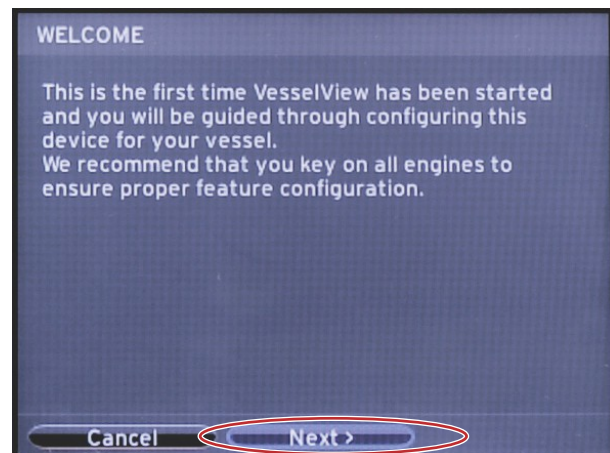 WELCOME
This is the first time VesselView has been started
and you will be guided through configuring this
device for your vessel.
We recommend that you key on all engines to
ensure proper feature configuration.
Cancel
Next >